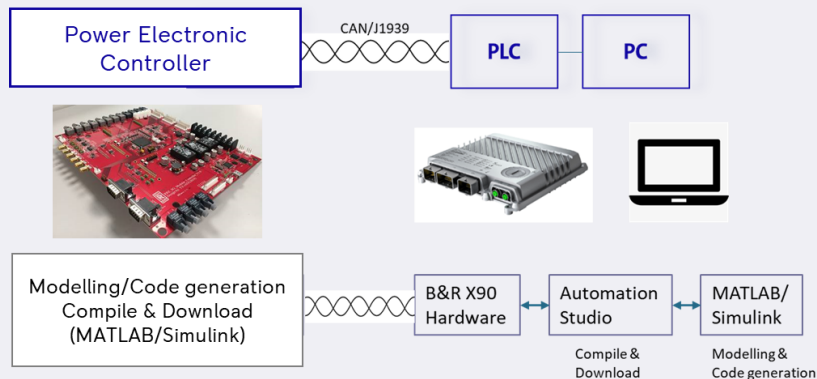 Power Electronic
Controller
CAN/J1939
PLC
PC
Modelling/Code generation
Compile & Download
(MATLAB/Simulink)
B&R X90
Hardware
Automation
Studio
MATLAB/
Simulink
Compile &
Download
Modelling &
Code generation